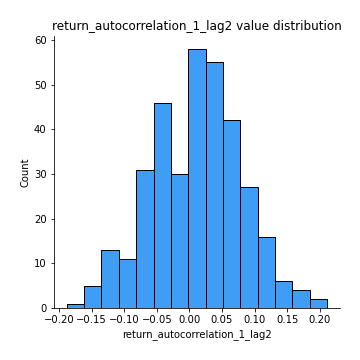 return_autocorrelation_1_lag2 value distribution
60
50
40
30
20
10
0
Count
−0.20 −0.15 −0.10 −0.05 0.00 0.05 0.10 0.15 0.20
return_autocorrelation_1_lag2